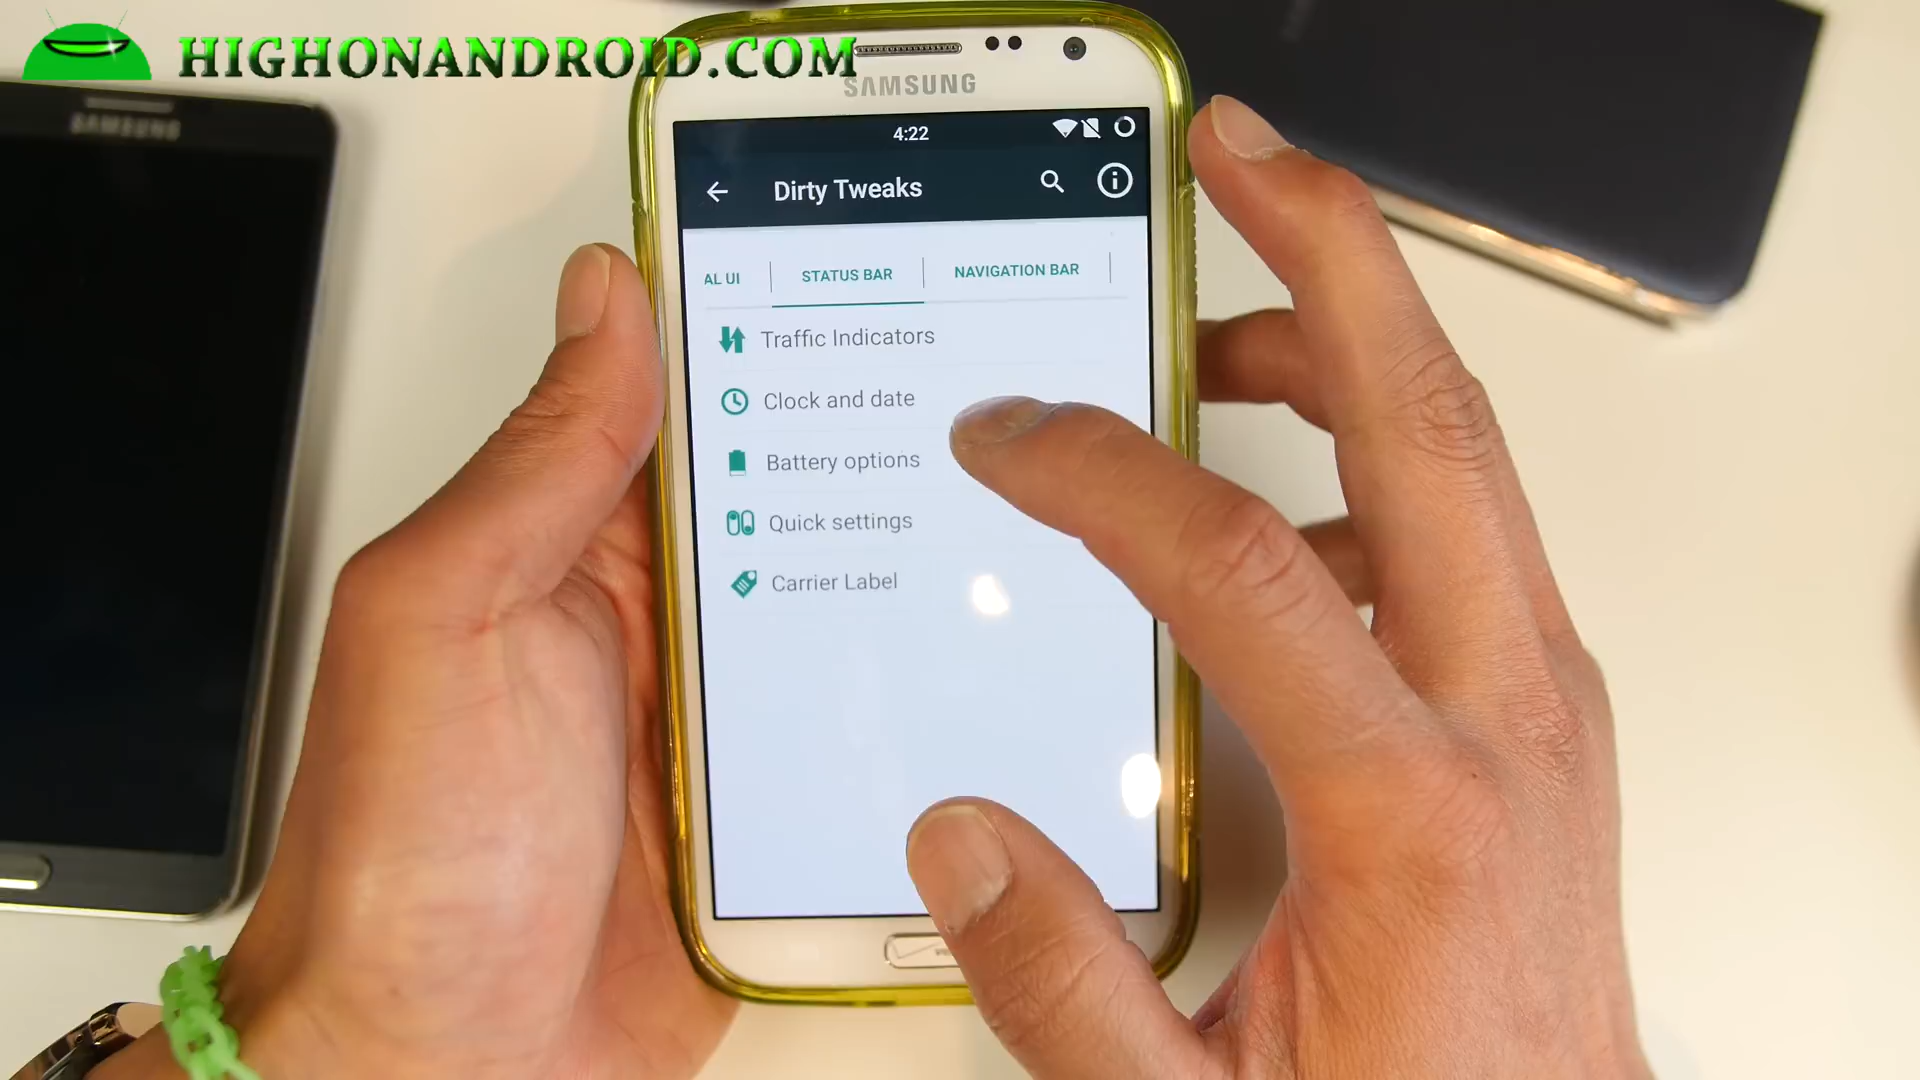 HIGHONANDROID.COM
SAMSUNG
SAMSUNG
4:22
Dirty Tweaks
AL UI
STATUS BAR
NAVIGATION BAR
Traffic Indicators
Clock and date
Battery options
Quick settings
Carrier Label